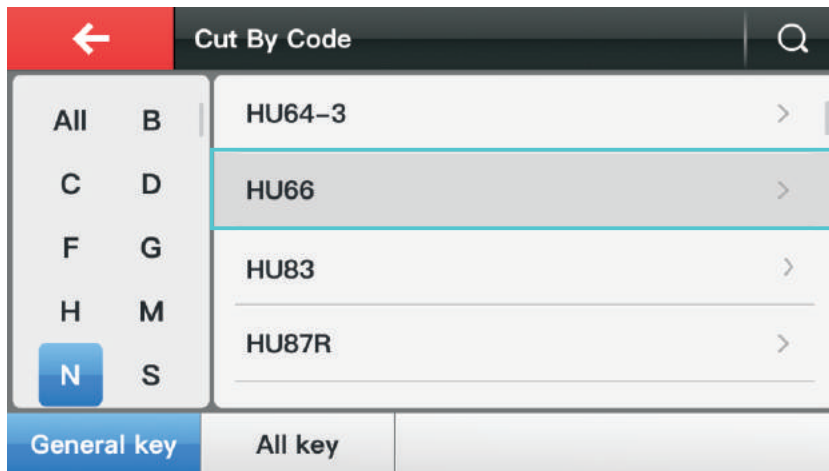 Cut By Code
All B
C D
F G
H M
N S
HU64-3
HU66
HU83
HU87R
General key
All key